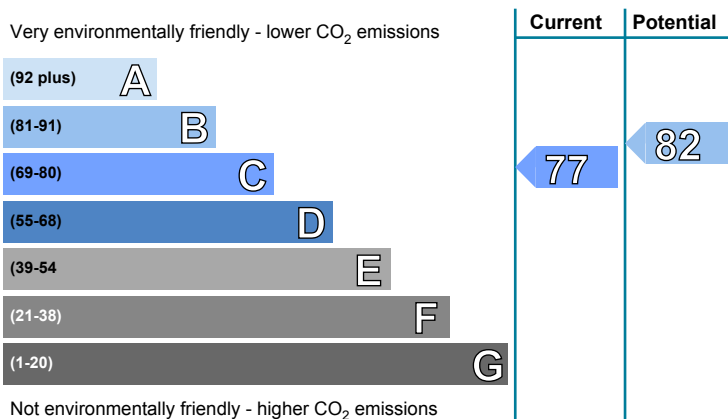 Current Potential
Very environmentally friendly - lower CO2 emissions
(92 plus) A
(81-91) B
82
(69-80) C
77
(55-68) D
(39-54 E
(21-38) F
(1-20) G
Not environmentally friendly - higher CO2 emissions